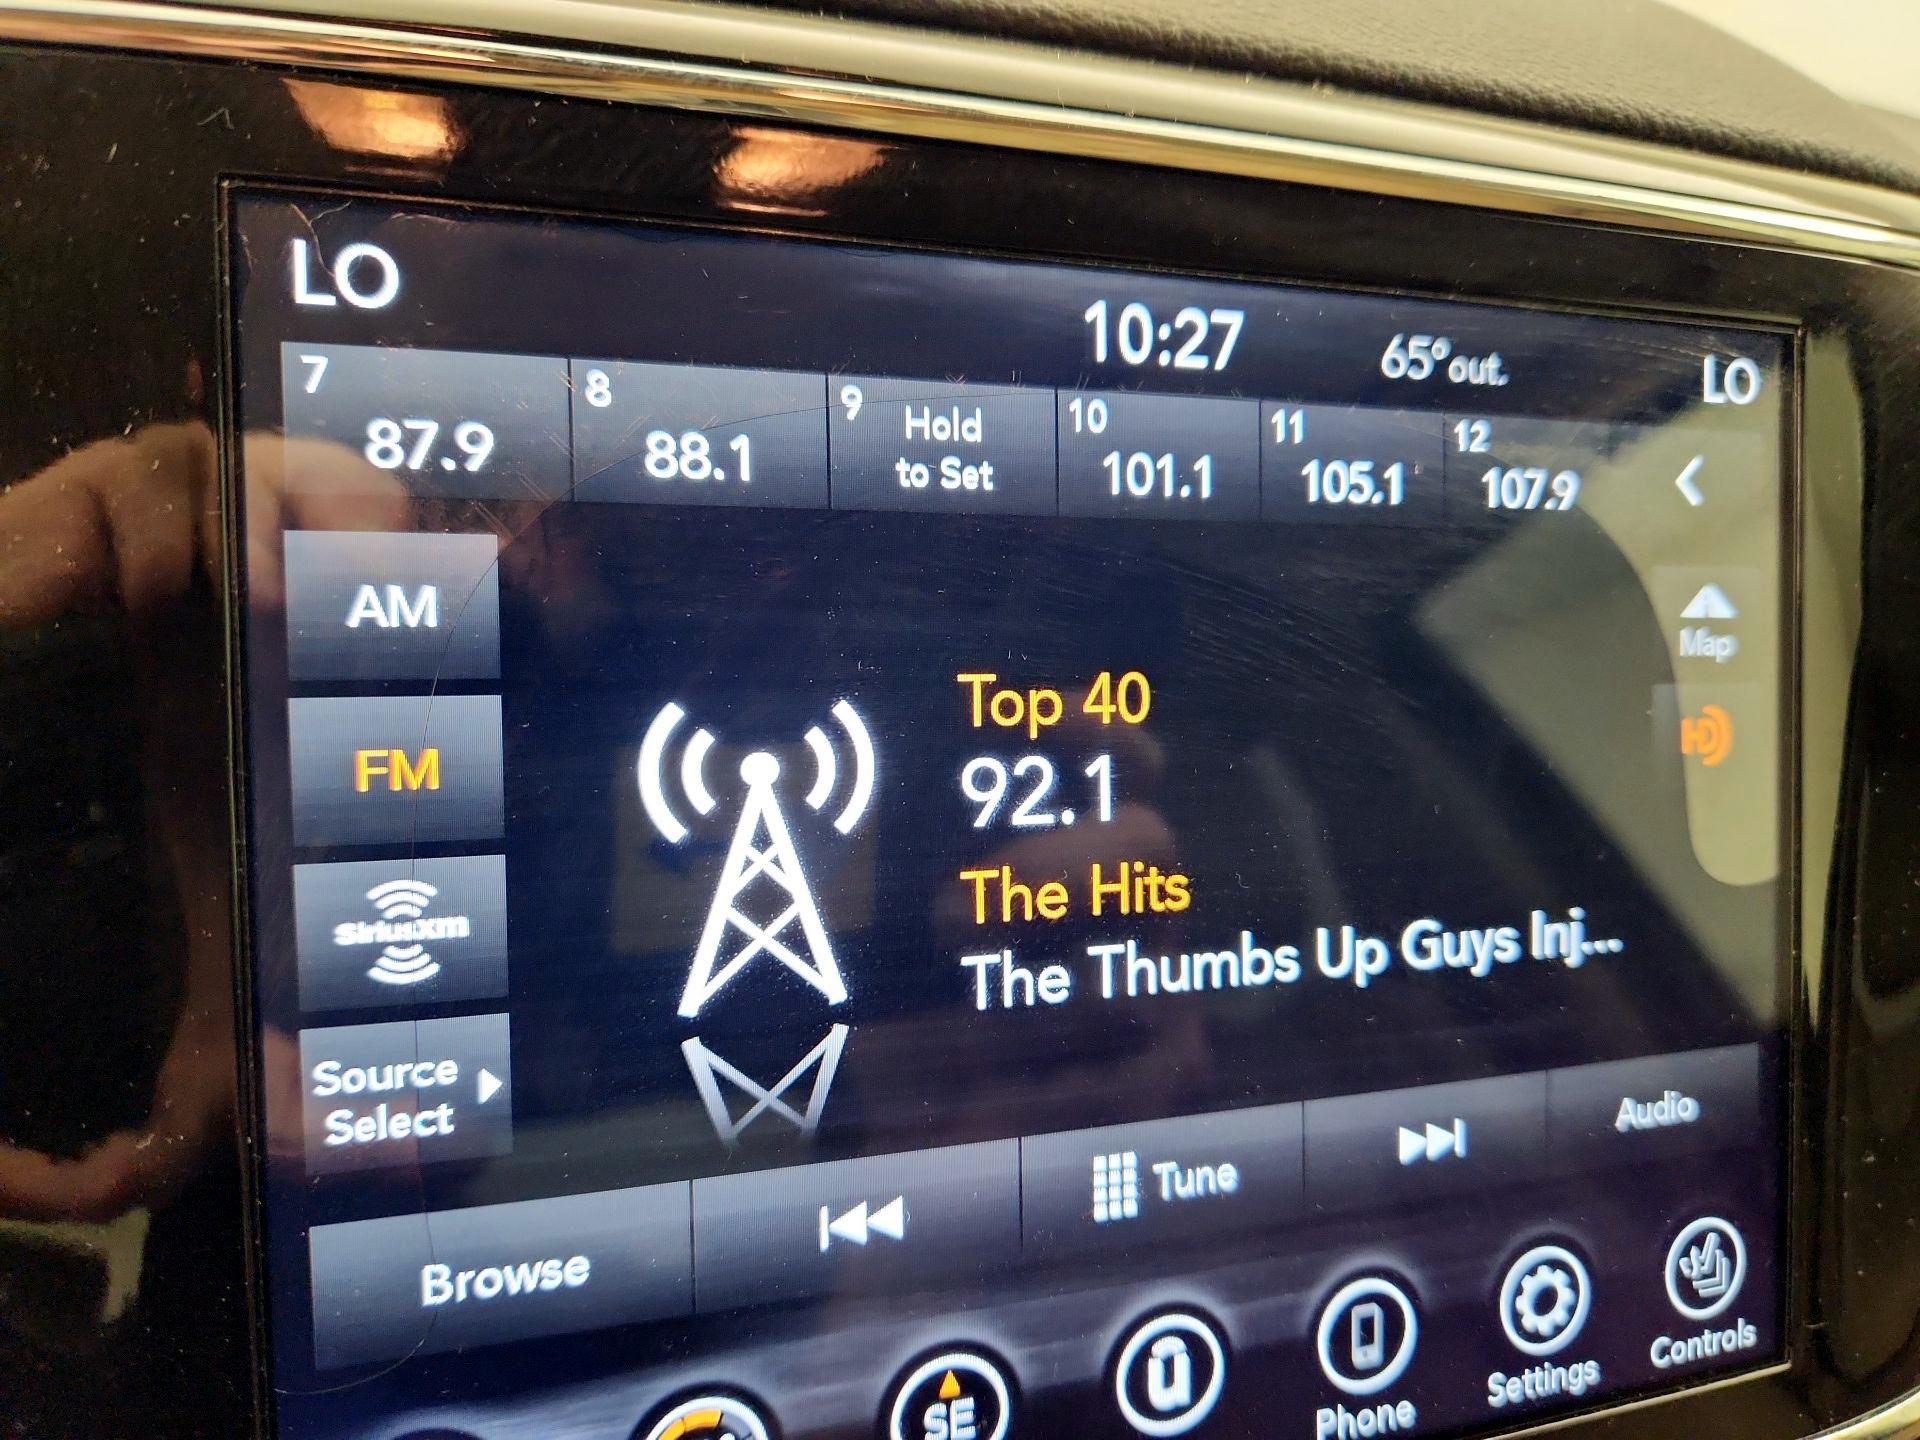 LO
10:27
65° out.
LO
7
87.9
8
88.1
9
Hold
to Set
10
101.1
11
105.1
12
107.9
AM
Map
FM
Top 40
92.1
HD
The Hits
siriusxm
The Thumbs Up Guys Inj...
Source
Select
Audio
Tune
Browse
SE
u
Phone
Settings
Controls